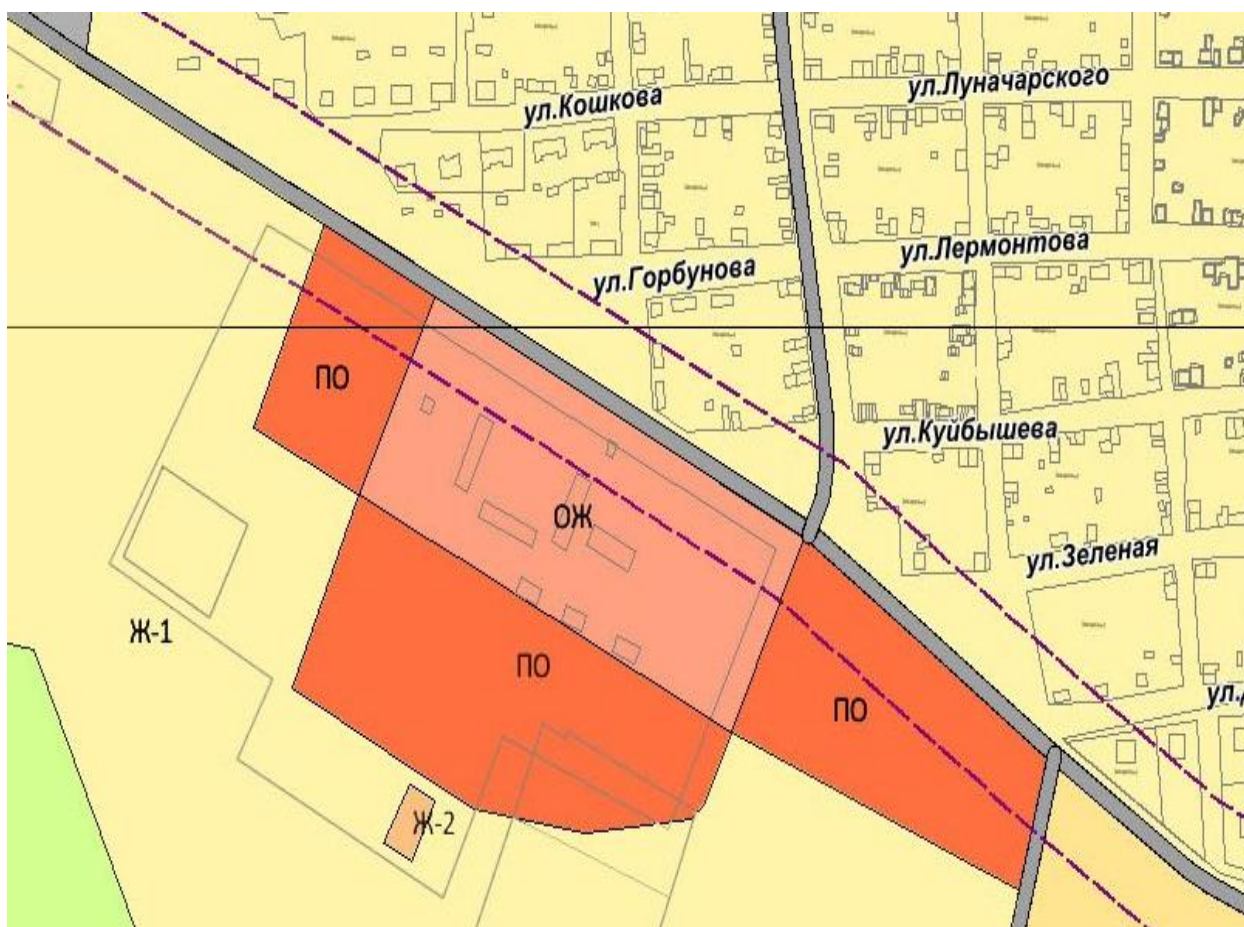 ул.Луначарского
ул.Кошкова
ул.Лермонтова
ул.Горбунова
ПО
ул.Куйбышева
ОЖ
ул.Зеленая
Ж-1
ПО
ПО
Ж-2